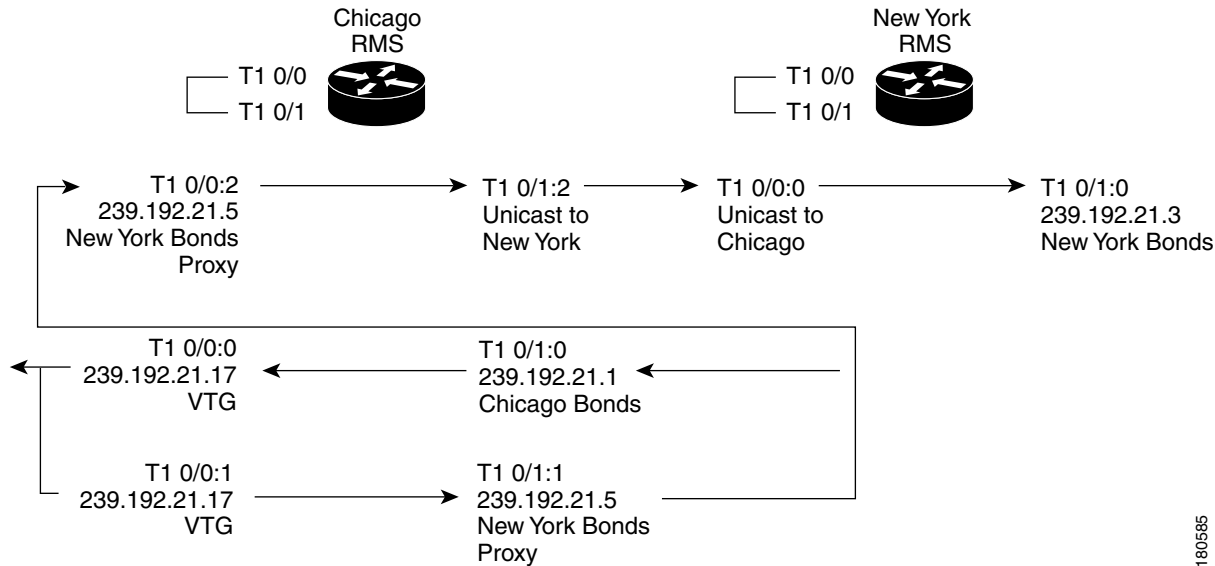 Chicago
RMS
T1 0/0
T1 0/1
New York
RMS
T1 0/0
T1 0/1
T1 0/0:2
239.192.21.5
New York Bonds
Proxy
T1 0/1:2
Unicast to
New York
T1 0/0:0
Unicast to
Chicago
T1 0/1:0
239.192.21.3
New York Bonds
T1 0/0:0
239.192.21.17
VTG
T1 0/1:0
239.192.21.1
Chicago Bonds
T1 0/0:1
239.192.21.17
VTG
T1 0/1:1
239.192.21.5
New York Bonds
Proxy
180585